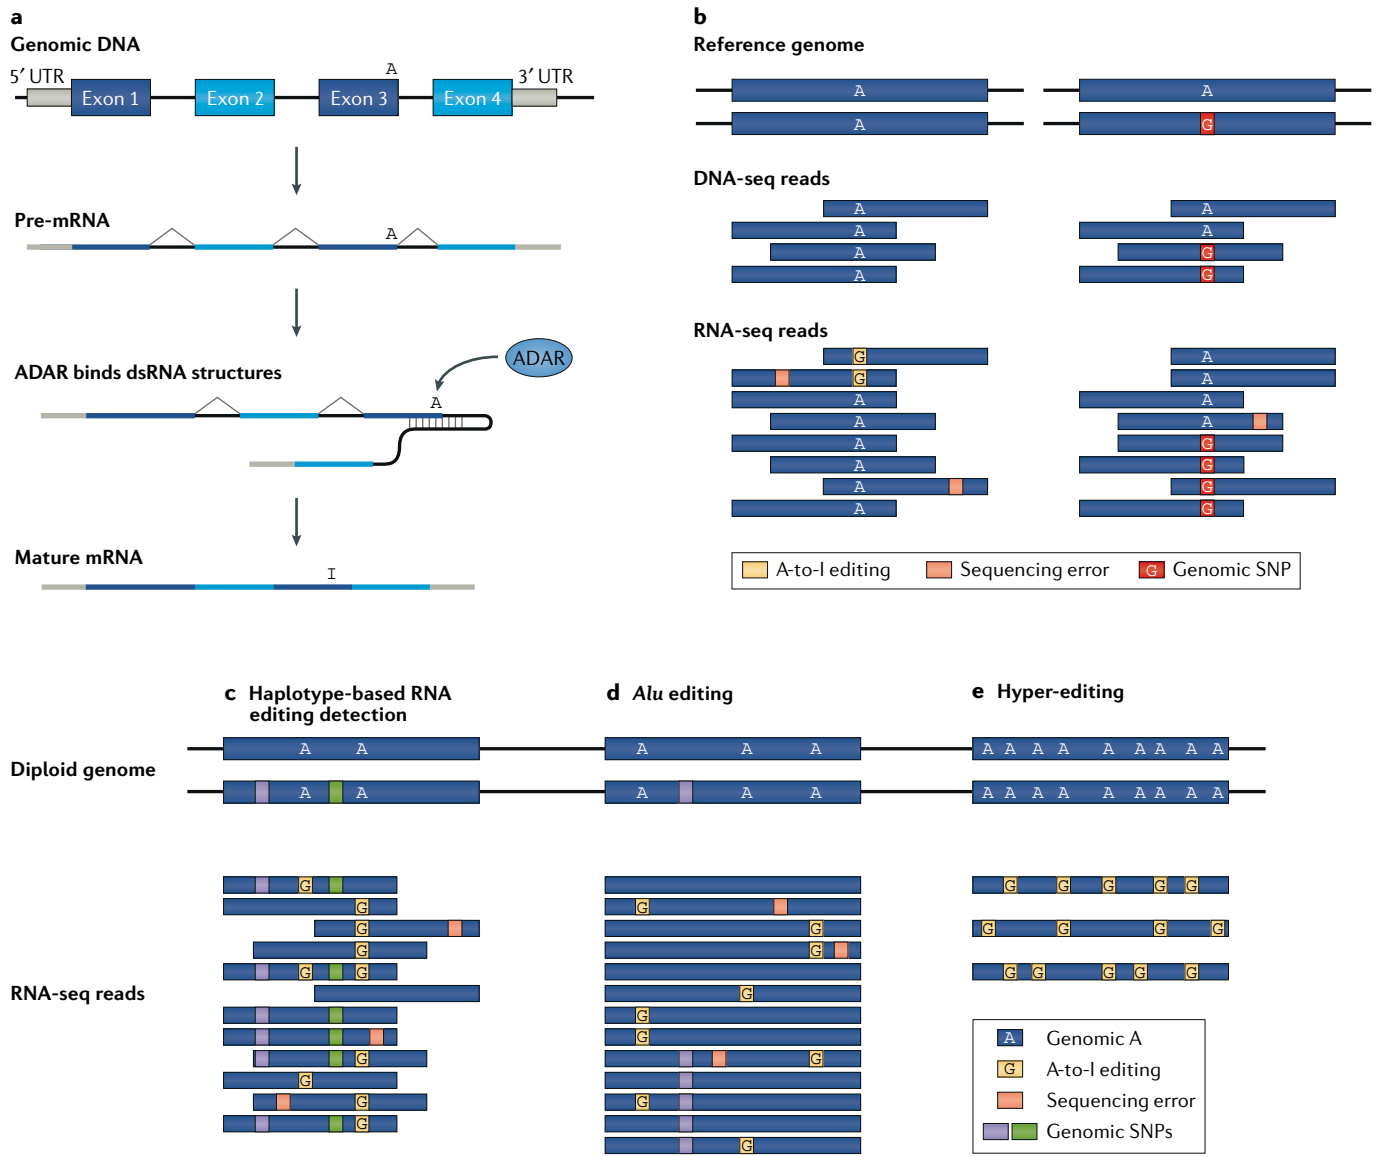 a
Genomic DNA
5′ UTR
A
3′ UTR
Exon 1
Exon 2
Exon 3
Exon 4
Pre-mRNA
A
ADAR binds dsRNA structures
ADAR
A
Mature mRNA
I
b
Reference genome
A A
A G
DNA-seq reads
A A
A A
A G
A G
RNA-seq reads
G A
G A
A A
A A
A G
A G
A G
A G
A-to-I editing
Sequencing error
G Genomic SNP
c Haplotype-based RNA
editing detection
d Alu editing
e Hyper-editing
Diploid genome
A A A A A A A A A A A A A A
A A A A A A A A A A A A A A
RNA-seq reads
G G G G G G
G G
G G G G G G
G G
G G G
G
G
G
G G
G
G G
G G
A Genomic A
G A-to-I editing
Sequencing error
Genomic SNPs